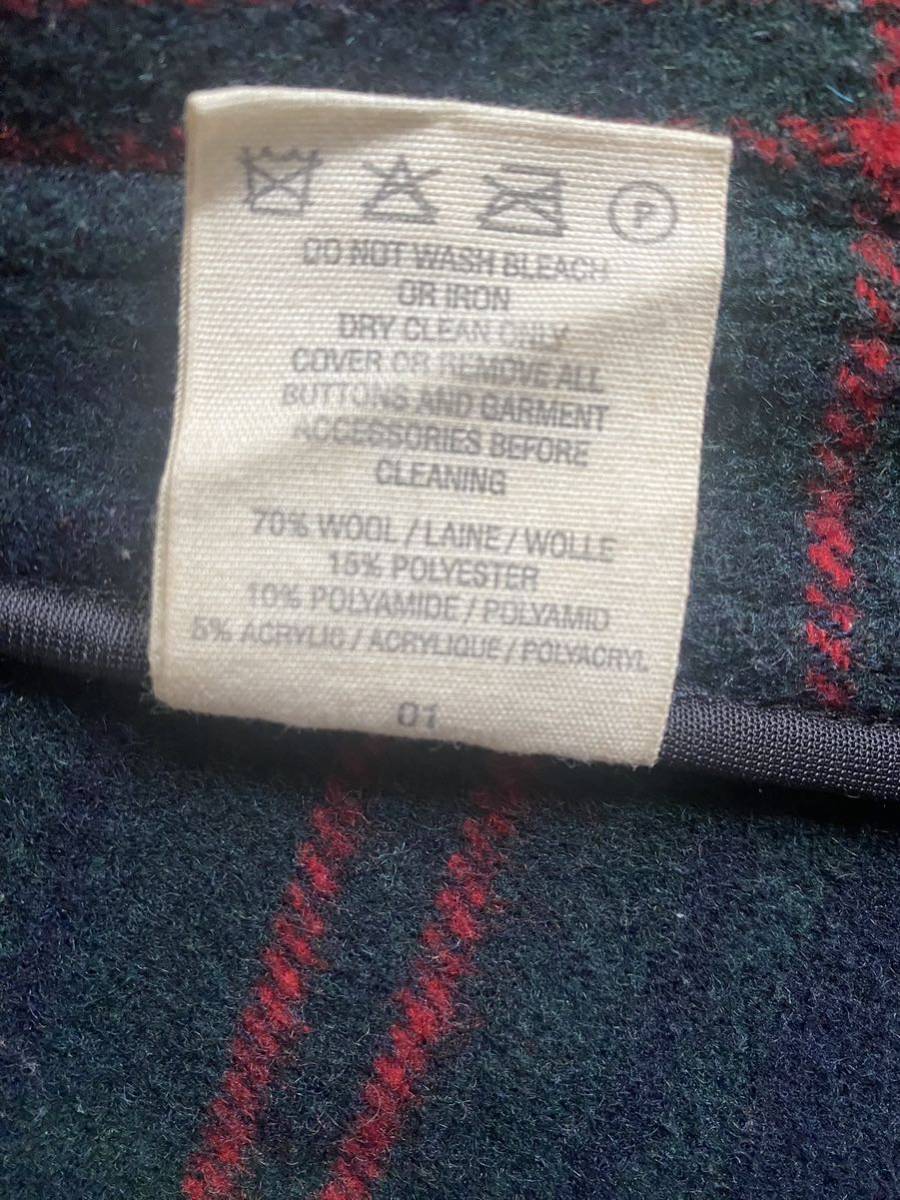 P
DO NOT WASH BLEACH
OR IRON
DRY CLEAN ONLY
COVER OR REMOVE ALL
BUTTONS AND GARMENT
ACCESSORIES BEFORE
CLEANING
70% WOOL / LAINE / WOLLE
15% POLYESTER
10% POLYAMIDE / POLYAMID
5% ACRYLIC / ACRYLIQUE / POLYACRYL
01